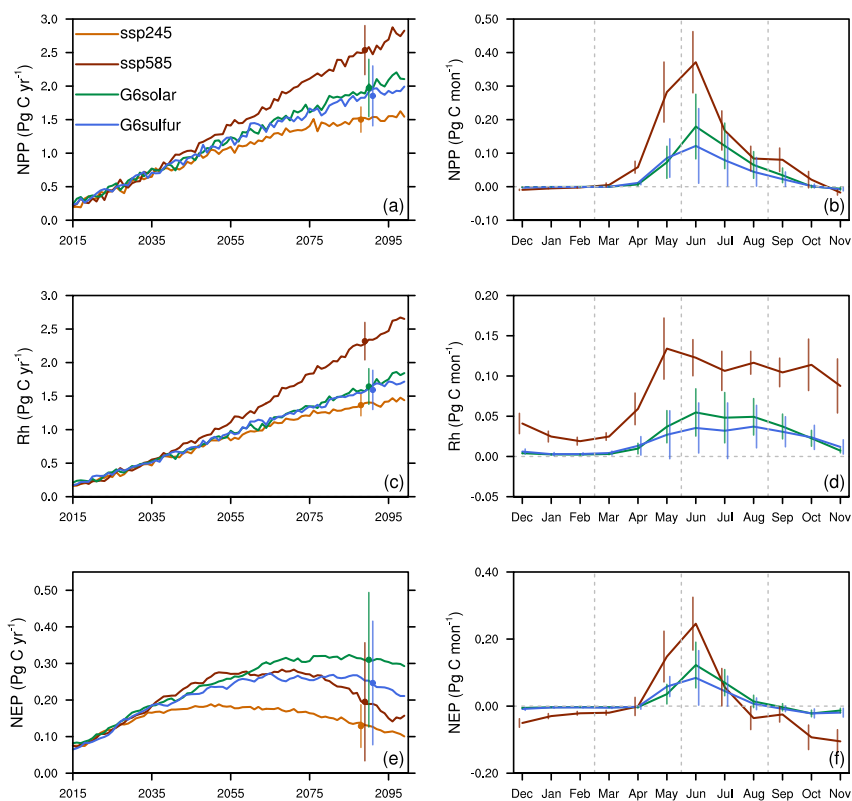 3.0
2.5
2.0
1.5
1.0
0.5
0.0
NPP (Pg C yr⁻¹)
ssp245
ssp585
G6solar
G6sulfur
(a)
2015 2035 2055 2075 2095
0.50
0.40
0.30
0.20
0.10
0.00
-0.10
NPP (Pg C mon⁻¹)
(b)
Dec Jan Feb Mar Apr May Jun Jul Aug Sep Oct Nov
3.0
2.5
2.0
1.5
1.0
0.5
0.0
Rh (Pg C yr⁻¹)
(c)
2015 2035 2055 2075 2095
0.20
0.15
0.10
0.05
0.00
-0.05
Rh (Pg C mon⁻¹)
(d)
Dec Jan Feb Mar Apr May Jun Jul Aug Sep Oct Nov
0.50
0.40
0.30
0.20
0.10
0.00
NEP (Pg C yr⁻¹)
(e)
2015 2035 2055 2075 2095
0.40
0.20
0.00
-0.20
NEP (Pg C mon⁻¹)
(f)
Dec Jan Feb Mar Apr May Jun Jul Aug Sep Oct Nov